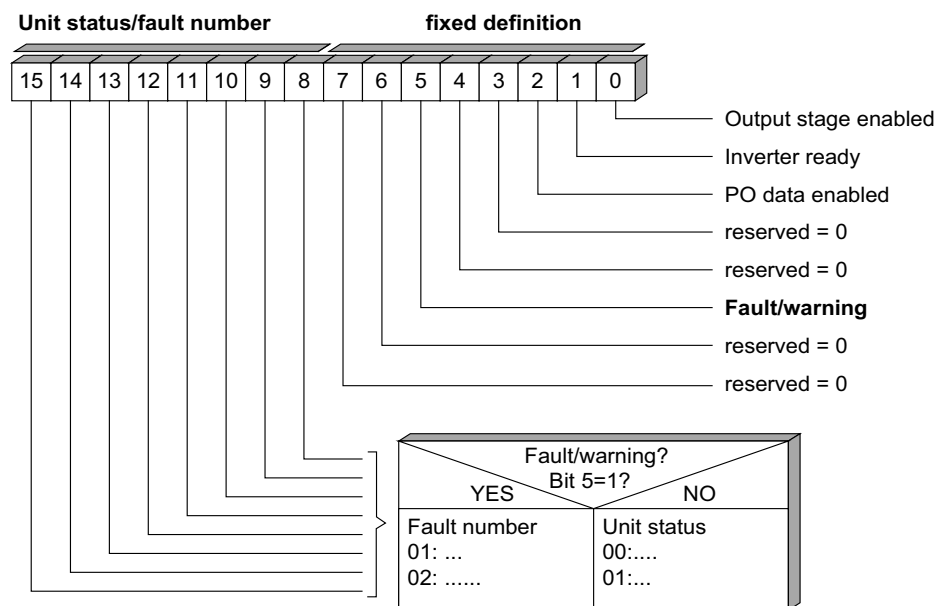 Unit status/fault number fixed definition
15 14 13 12 11 10 9 8 7 6 5 4 3 2 1 0
Output stage enabled
Inverter ready
PO data enabled
reserved = 0
reserved = 0
Fault/warning
reserved = 0
reserved = 0
Fault/warning?
Bit 5=1?
YES NO
Fault number
01: ...
02: ......
Unit status
00:....
01:...